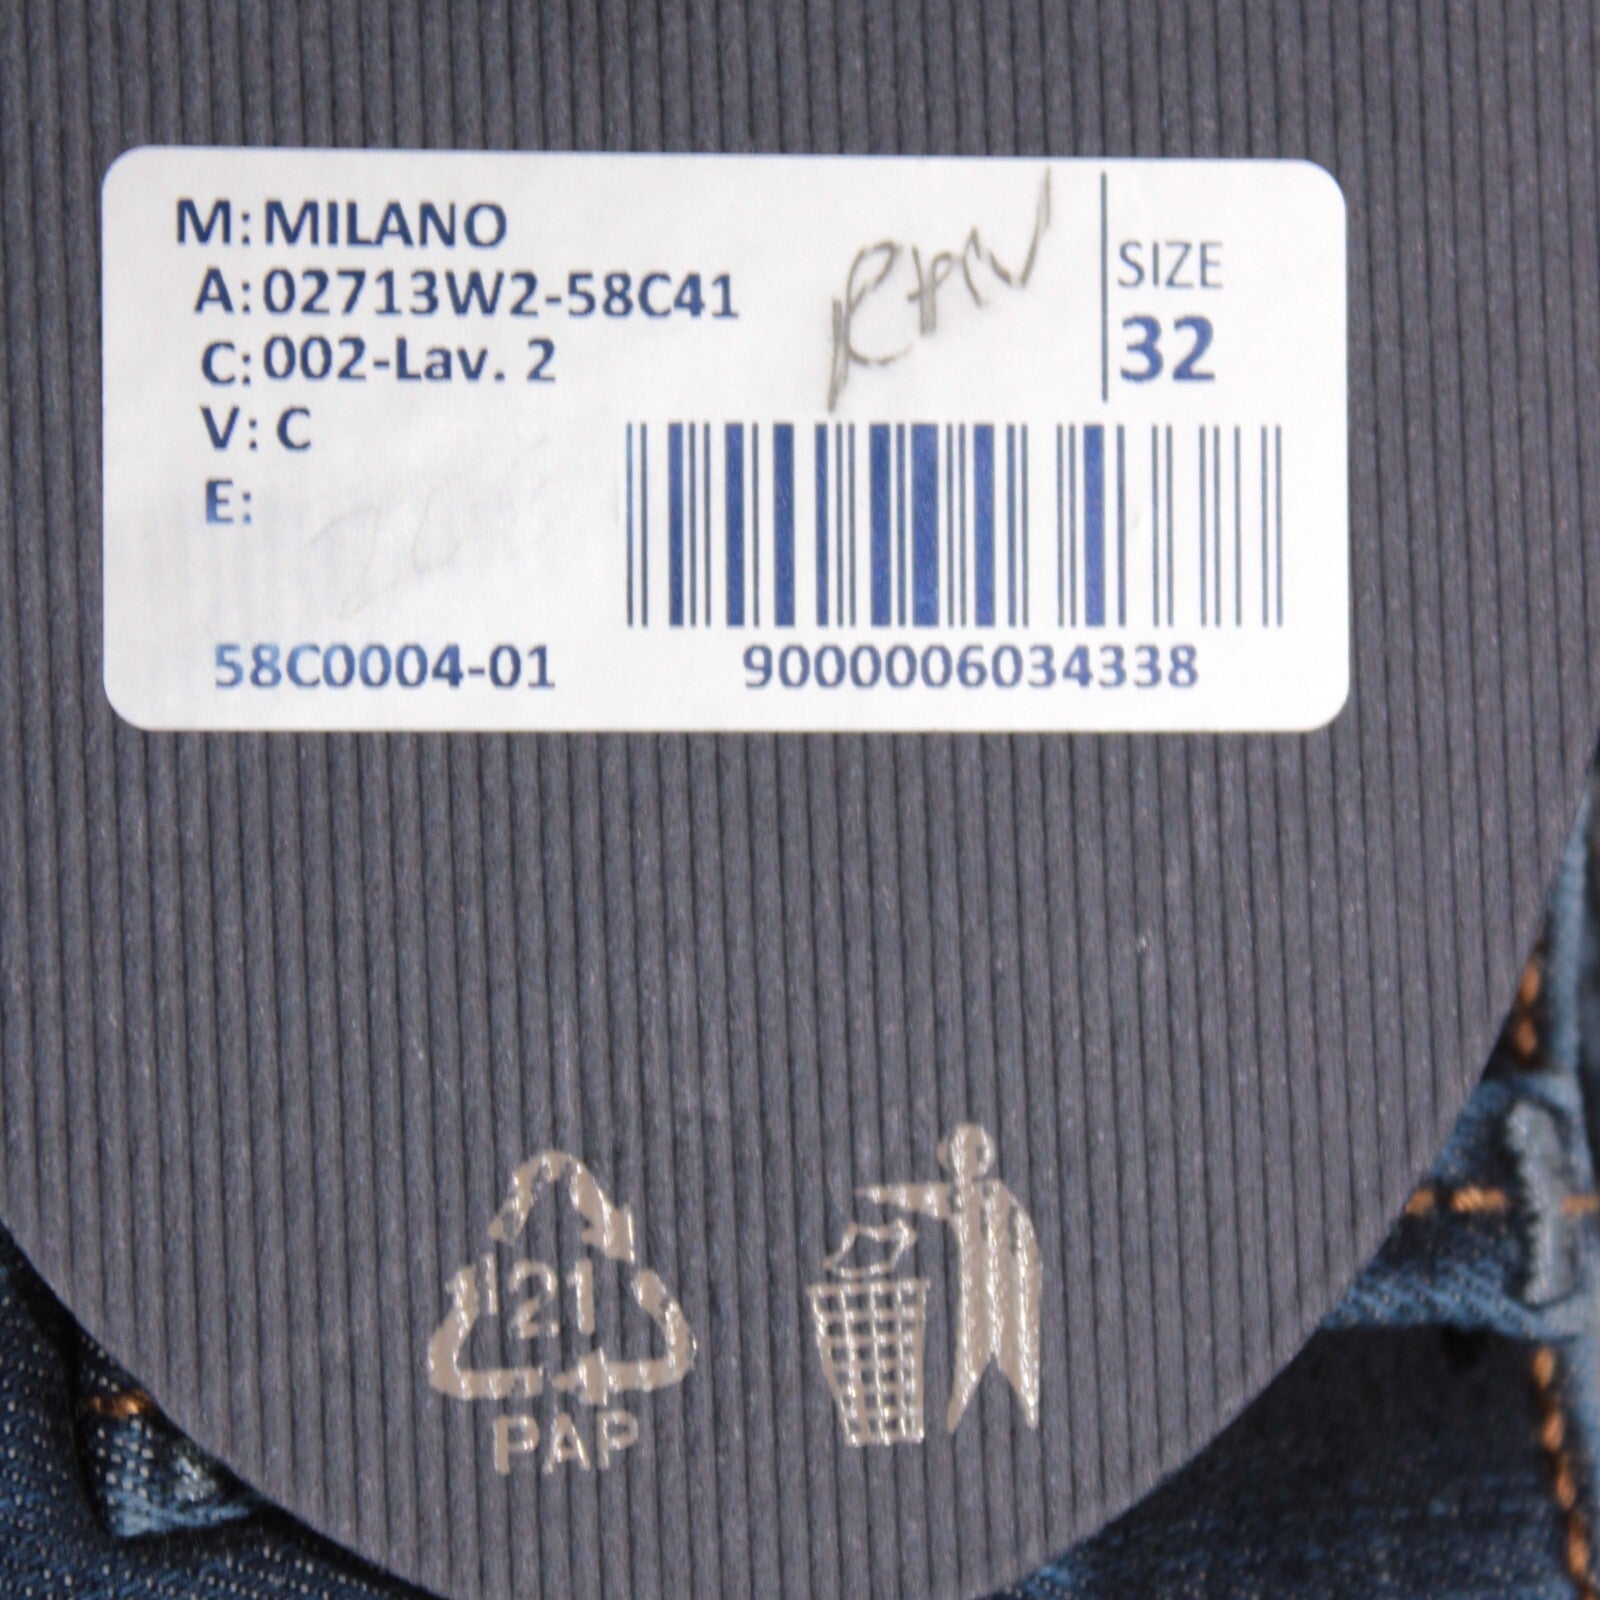 M: MILANO
A: 02713W2-58C41
C: 002-Lav. 2
V: C
E:
SIZE
32
58C0004-01
9000006034338
21
PAP